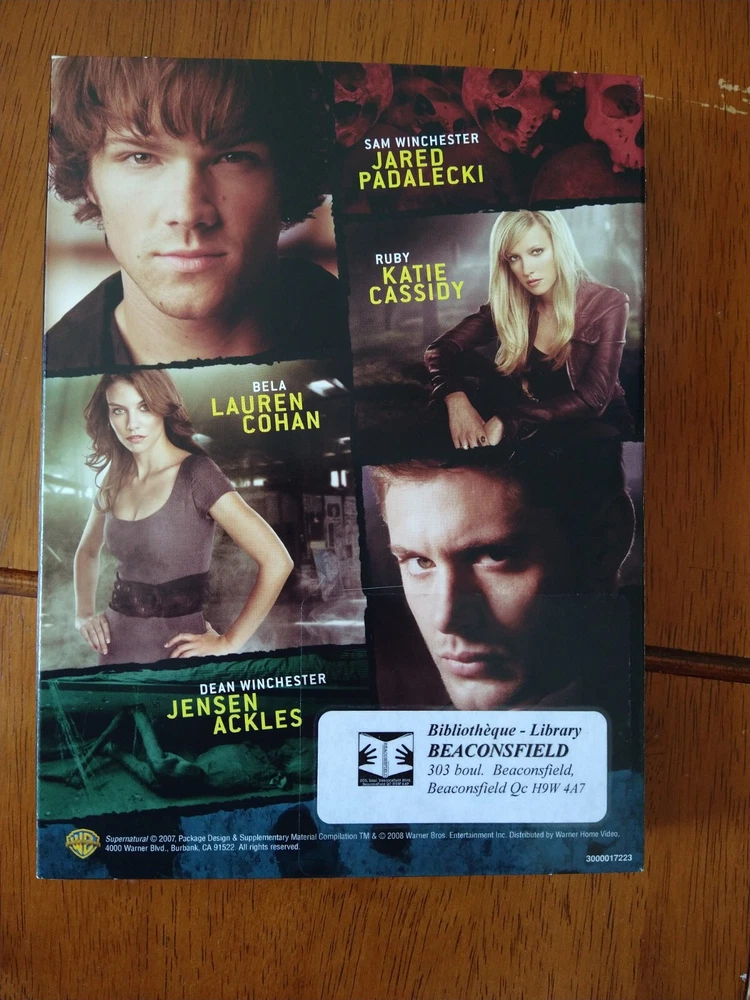 SAM WINCHESTER
JARED
PADALECKI
RUBY
KATIE
CASSIDY
BELA
LAUREN
COHAN
DEAN WINCHESTER
JENSEN
ACKLES
Bibliothèque - Library
BEACONSFIELD
303 boul. Beaconsfield,
Beaconsfield Qc H9W 4A7
Supernatural © 2007, Package Design & Supplementary Material Compilation TM & © 2008 Warner Bros. Entertainment Inc. Distributed by Warner Home Video,
4000 Warner Blvd., Burbank, CA 91522. All rights reserved.
3000017223